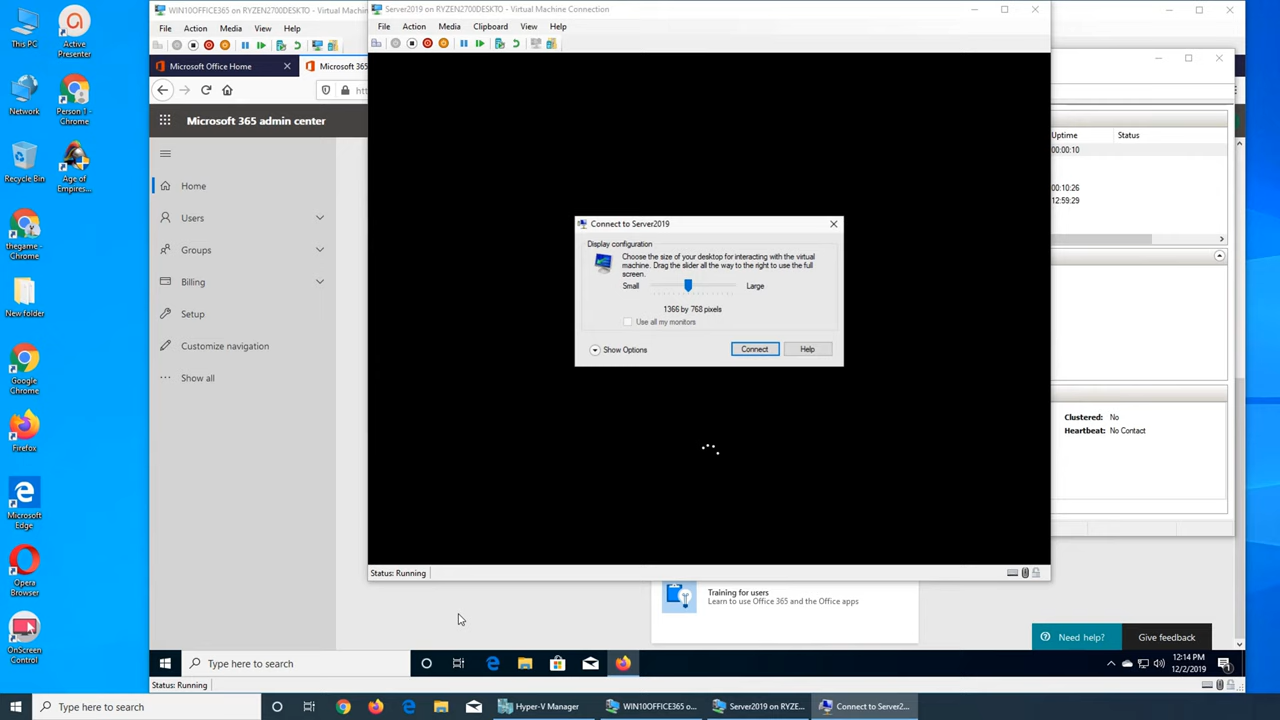 This PC
Active
Presenter
Network
Person 1 -
Chrome
Recycle Bin
Age of
Empires...
thegame -
Chrome
New folder
Google
Chrome
Firefox
Microsoft
Edge
Opera
Browser
OnScreen
Control
WIN10OFFICE365 on RYZEN2700DESKTO - Virtual Machin
File Action Media View Help
Microsoft Office Home
Microsoft 365
Microsoft 365 admin center
Home
Users
Groups
Billing
Setup
Customize navigation
Show all
Server2019 on RYZEN2700DESKTO - Virtual Machine Connection
File Action Media Clipboard View Help
Connect to Server2019
Display configuration
Choose the size of your desktop for interacting with the virtual
machine. Drag the slider all the way to the right to use the full
screen.
Small Large
1366 by 768 pixels
Use all my monitors
Show Options
Connect
Help
Status: Running
Uptime Status
00:00:10
00:10:26
12:59:29
Clustered: No
Heartbeat: No Contact
Training for users
Learn to use Office 365 and the Office apps
Need help?
Give feedback
Type here to search
12:14 PM
12/2/2019
Status: Running
Type here to search
Hyper-V Manager
WIN10OFFICE365 o...
Server2019 on RYZE...
Connect to Server2...